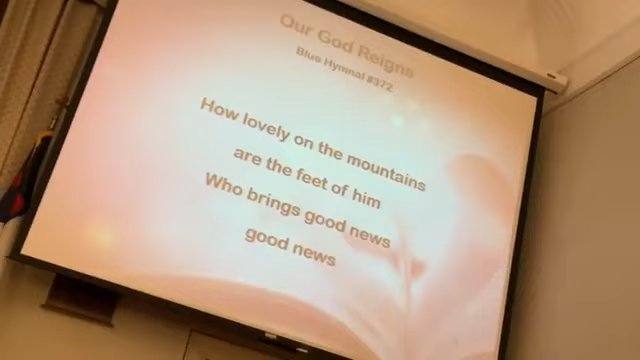 Our God Reigns
Blue Hymnal #372
How lovely on the mountains
are the feet of him
Who brings good news
good news